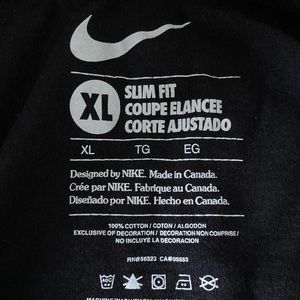 XL
SLIM FIT
COUPE ELANCEE
CORTE AJUSTADO
XL TG EG
Designed by NIKE. Made in Canada.
Crée par NIKE. Fabrique au Canada.
Diseñado por NIKE. Hecho en Canada.
100% COTTON / COTON / ALGODON
EXCLUSIVE OF DECORATION / DECORATION NON COMPRISE /
NO INCLUYE LA DECORACION
RN#56323 CA#05553